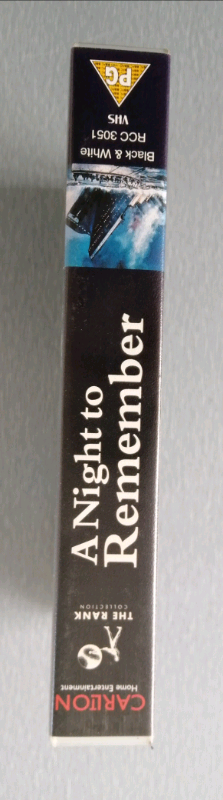 PG
VHS
RCC 3051
Black & White
A Night to
Remember
THE RANK
COLLECTION
CARLTON
Home Entertainment